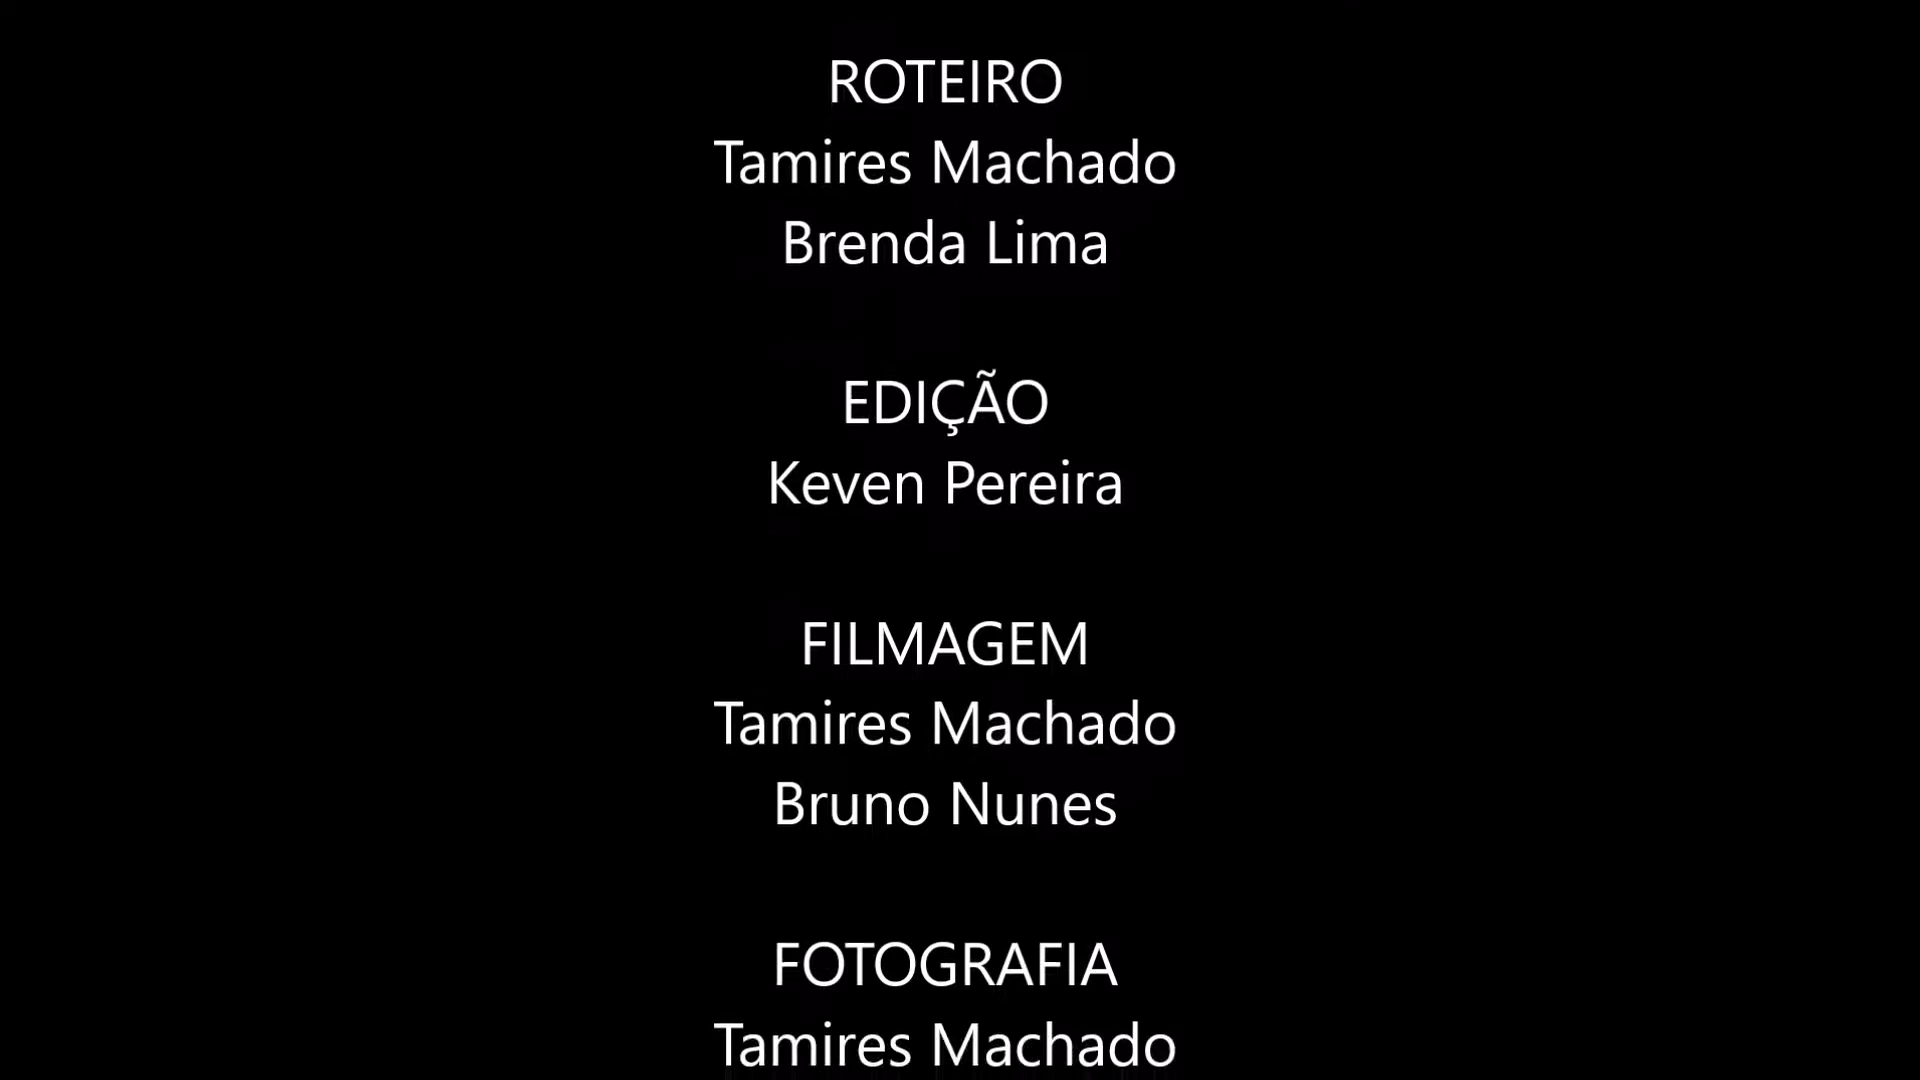 ROTEIRO
Tamires Machado
Brenda Lima
EDIÇÃO
Keven Pereira
FILMAGEM
Tamires Machado
Bruno Nunes
FOTOGRAFIA
Tamires Machado